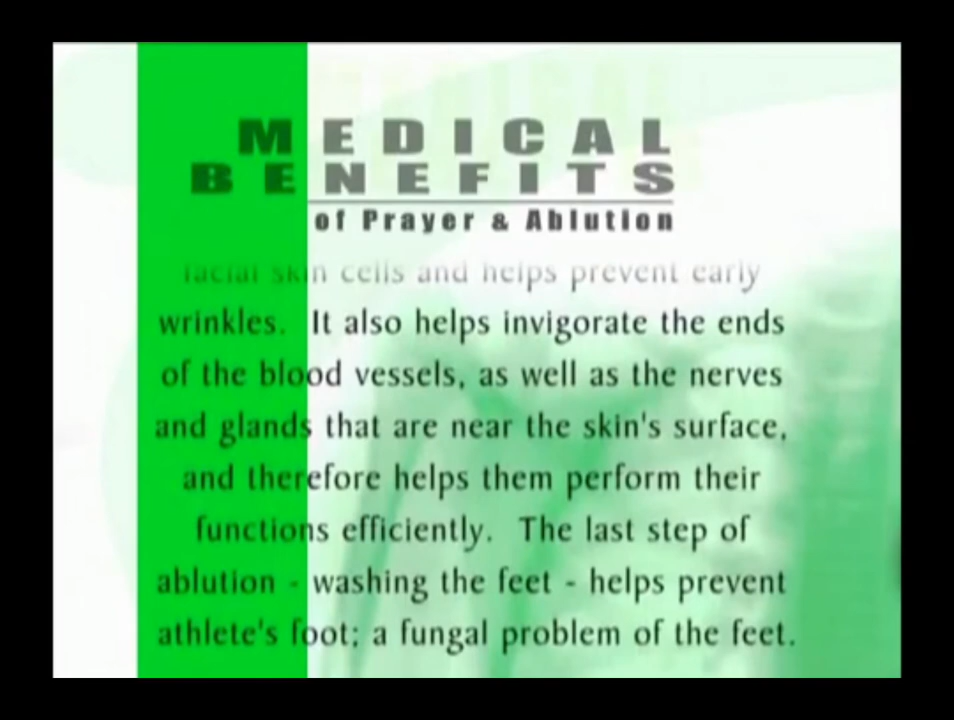 MEDICAL
BENEFITS
of Prayer & Ablution
facial skin cells and helps prevent early
wrinkles. It also helps invigorate the ends
of the blood vessels, as well as the nerves
and glands that are near the skin's surface,
and therefore helps them perform their
functions efficiently. The last step of
ablution - washing the feet - helps prevent
athlete's foot; a fungal problem of the feet.